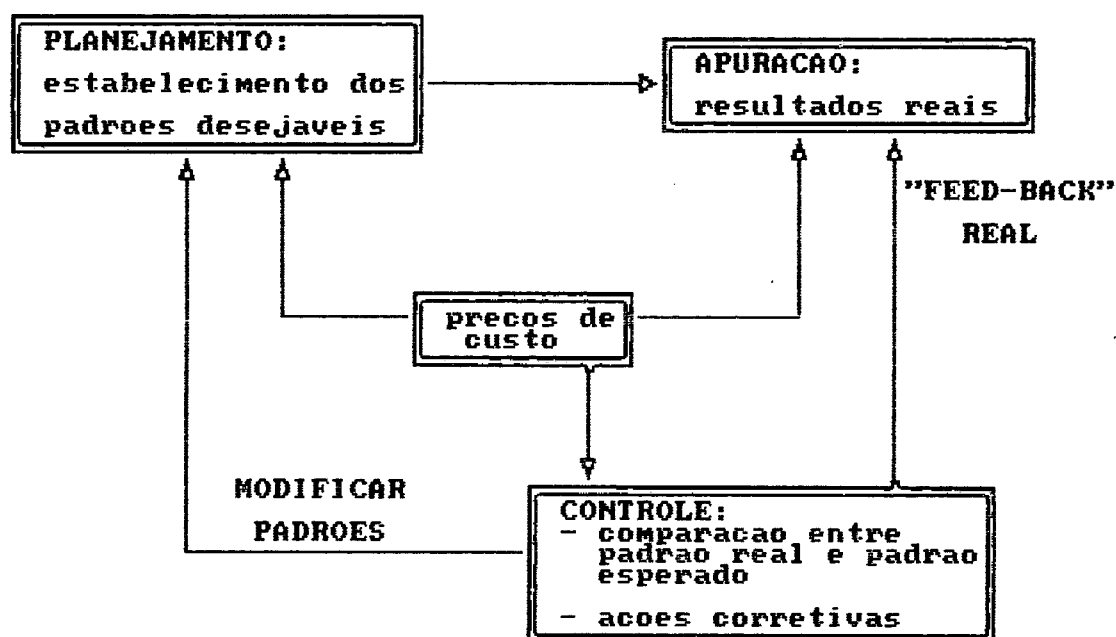 PLANEJAMENTO:
estabelecimento dos
padroes desejaveis
APURACAO:
resultados reais
"FEED-BACK"
REAL
precos de
custo
MODIFICAR
PADROES
CONTROLE:
- comparacao entre
padrao real e padrao
esperado
- acoes corretivas